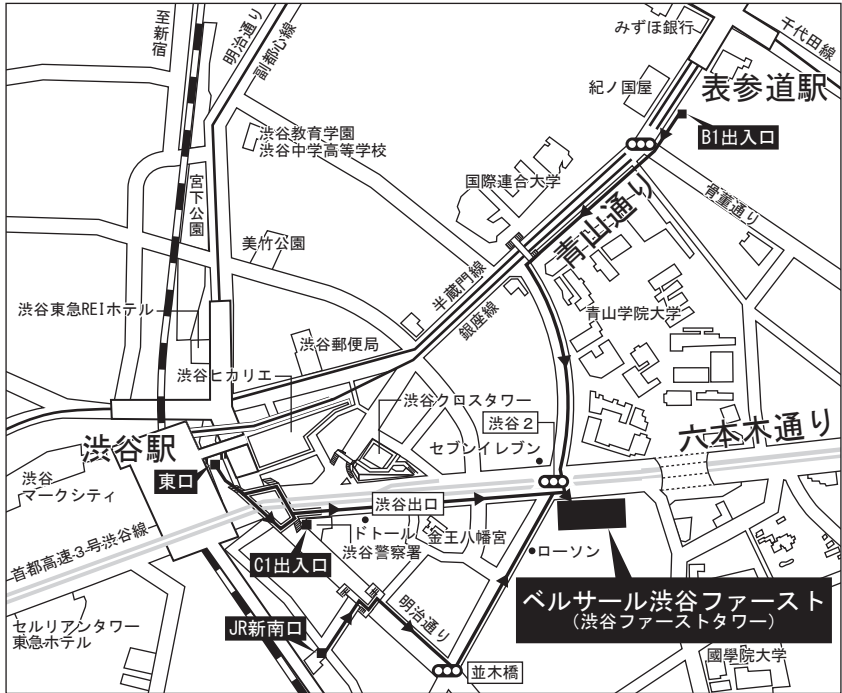 至新宿
明治通り
副都心線
みずほ銀行
千代田線
紀ノ国屋
表参道駅
B1出入口
渋谷教育学園
渋谷中学高等学校
国際連合大学
青山通り
骨董通り
宮下公園
美竹公園
半蔵門線
銀座線
青山学院大学
渋谷東急REIホテル
渋谷郵便局
渋谷ヒカリエ
渋谷クロスタワー
渋谷2
六本木通り
渋谷駅
セブンイレブン
東口
渋谷
マークシティ
渋谷出口
首都高速3号渋谷線
ドトール
渋谷警察署
金王八幡宮
ローソン
C1出入口
ベルサール渋谷ファースト
(渋谷ファーストタワー)
明治通り
セルリアンタワー
東急ホテル
JR新南口
並木橋
國學院大学